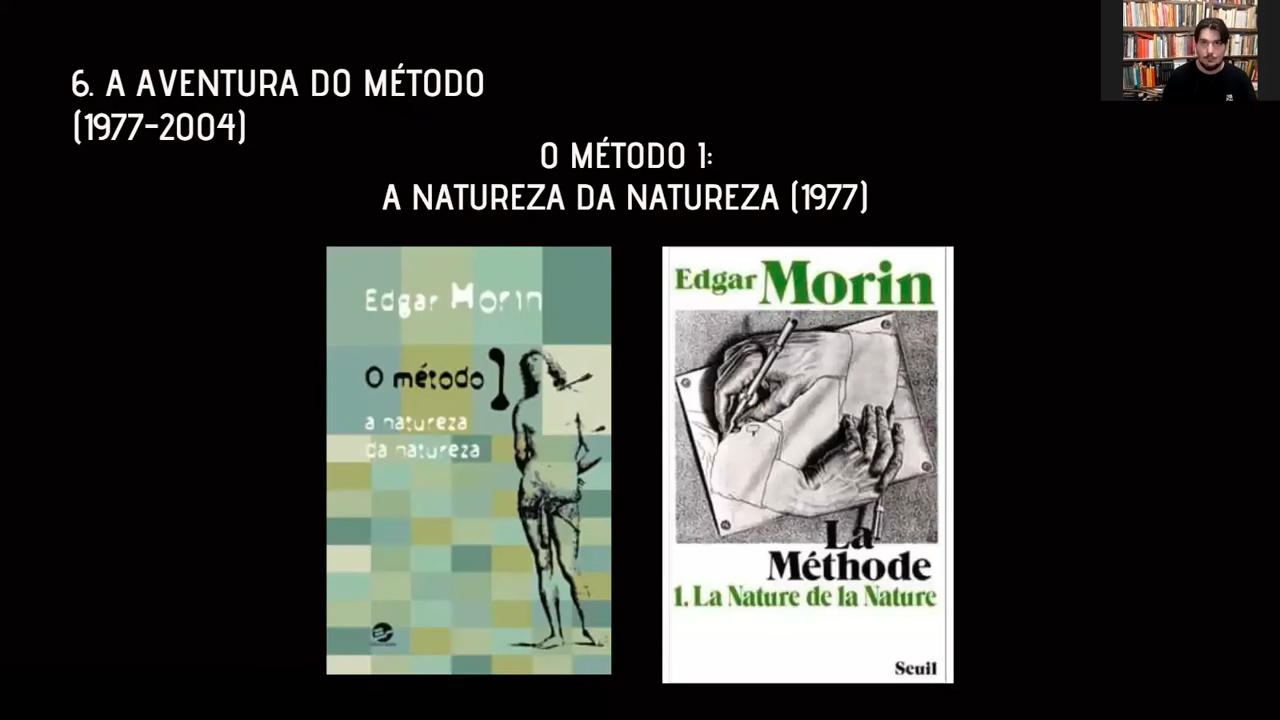 6. A AVENTURA DO MÉTODO
(1977-2004)
O MÉTODO 1:
A NATUREZA DA NATUREZA (1977)
Edgar Morin
O método 1
a natureza
da natureza
Edgar Morin
La
Méthode
1. La Nature de la Nature
Seuil